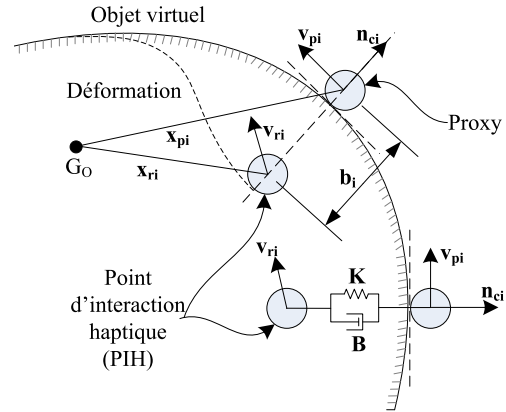 Objet virtuel
v_pi
n_ci
Déformation
v_ri
Proxy
x_pi
G_O
x_ri
b_i
v_ri
v_pi
Point
d'interaction
haptique
(PIH)
K
n_ci
B